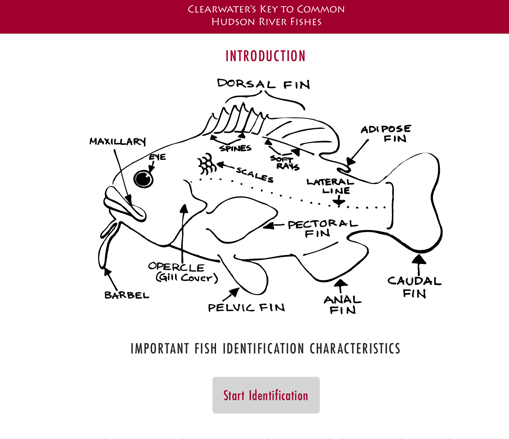 Clearwater's Key to Common
Hudson River Fishes
INTRODUCTION
DORSAL FIN
MAXILLARY
EYE
SPINES
SOFT
RAYS
ADIPOSE
FIN
SCALES
LATERAL
LINE
PECTORAL
FIN
OPERCLE
(Gill Cover)
BARBEL
PELVIC FIN
ANAL
FIN
CAUDAL
FIN
IMPORTANT FISH IDENTIFICATION CHARACTERISTICS
Start Identification